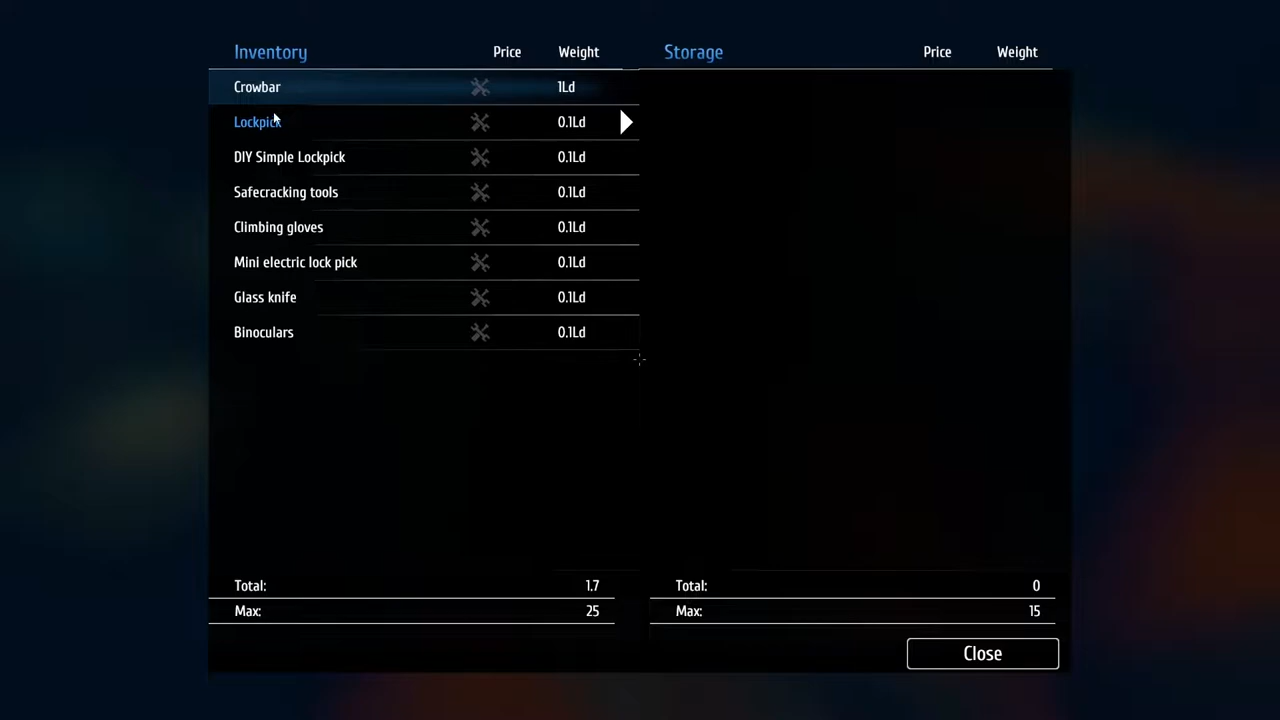 Inventory Price Weight
Crowbar 1Ld
Lockpick 0.1Ld
DIY Simple Lockpick 0.1Ld
Safecracking tools 0.1Ld
Climbing gloves 0.1Ld
Mini electric lock pick 0.1Ld
Glass knife 0.1Ld
Binoculars 0.1Ld
Total: 1.7
Max: 25
Storage Price Weight
Total: 0
Max: 15
Close